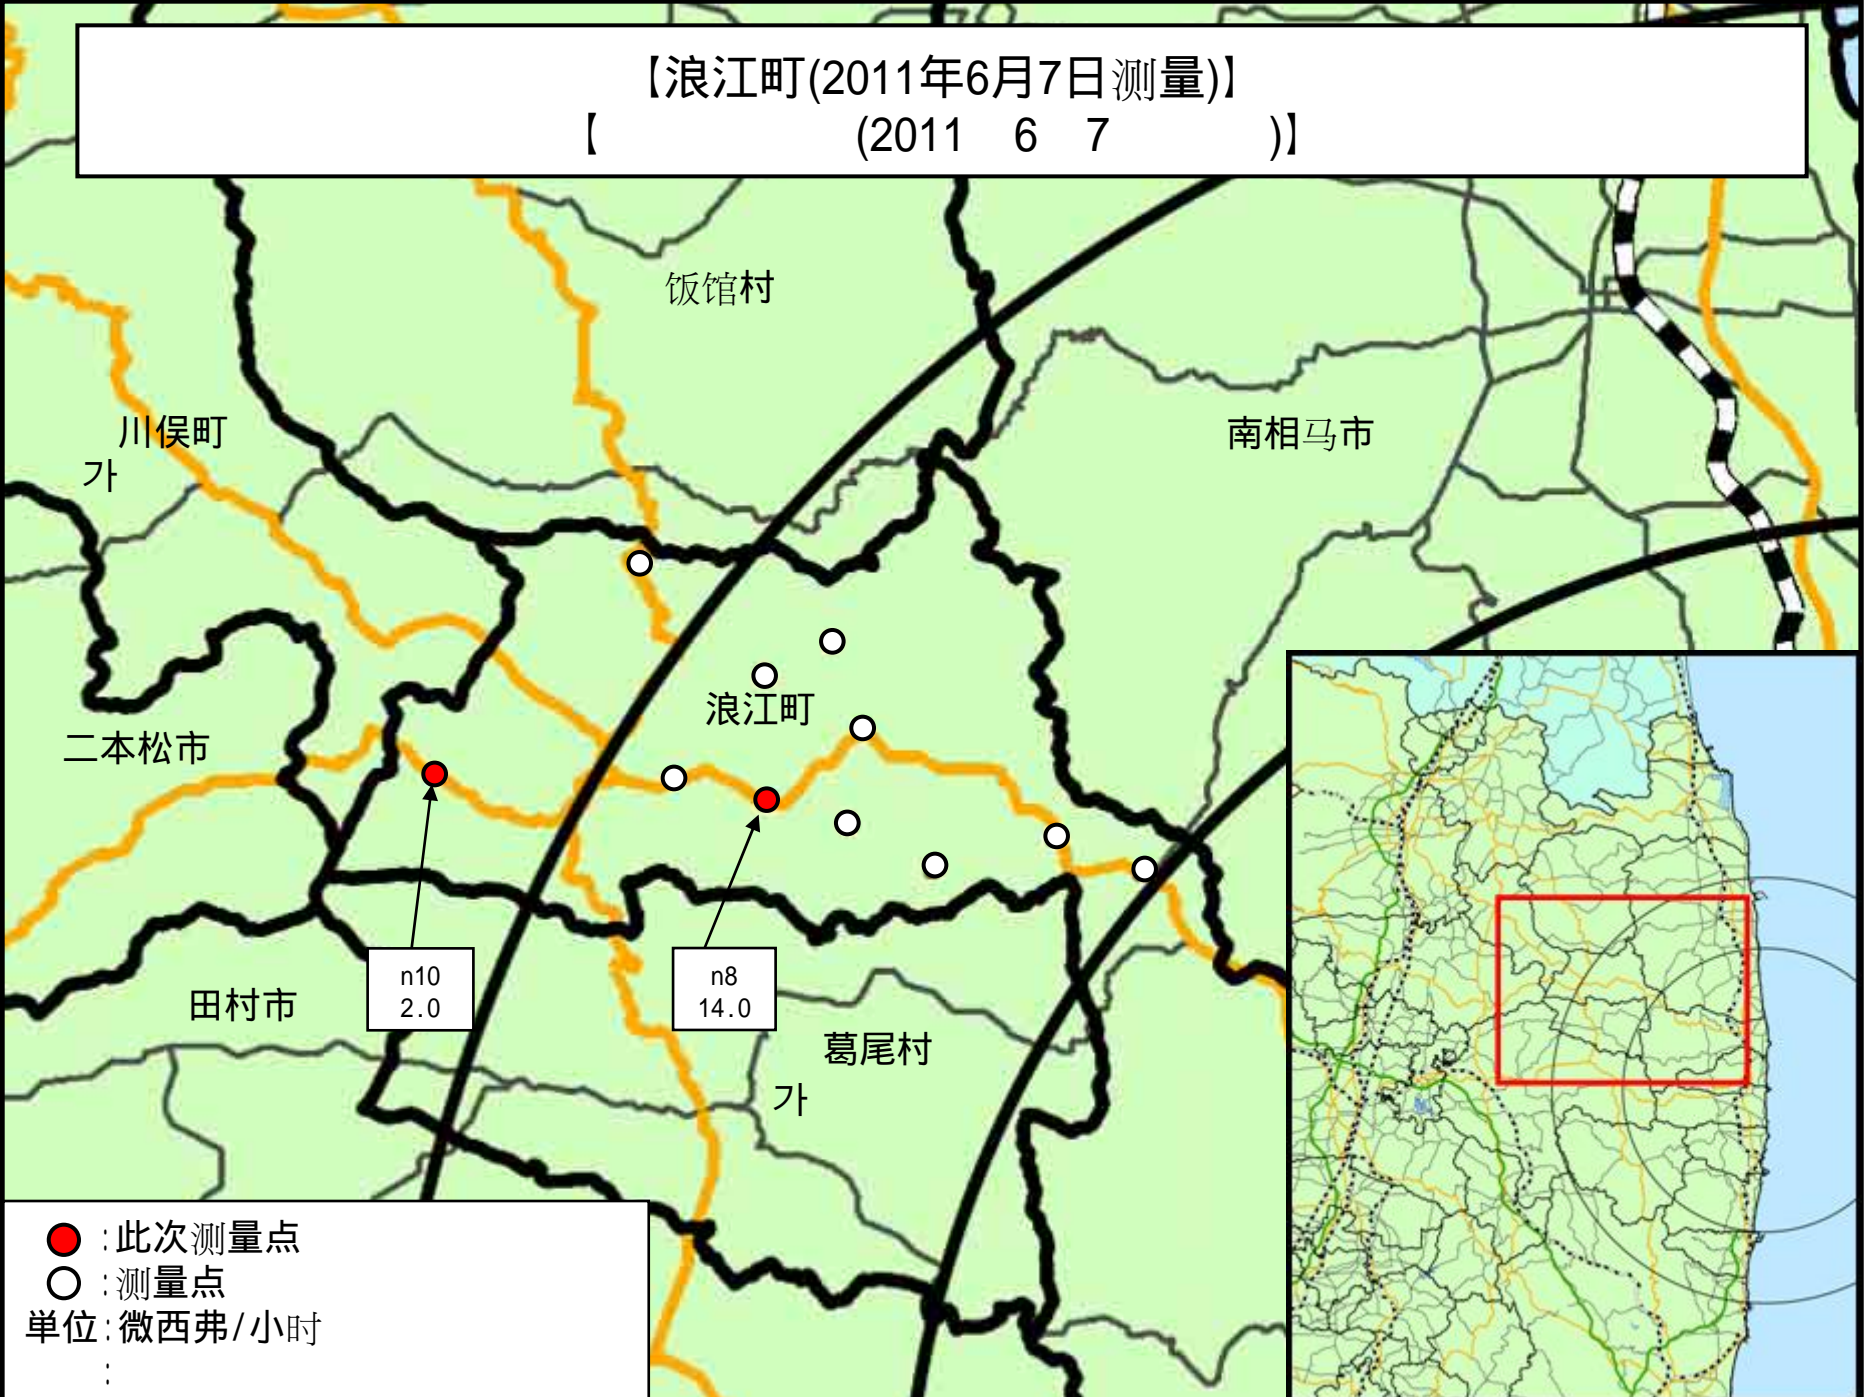 【浪江町(2011年6月7日测量)】
【 (2011 6 7 )】
饭馆村
川俣町
가
南相马市
浪江町
二本松市
n10
2.0
n8
14.0
田村市
葛尾村
가
:此次测量点
:测量点
单位:微西弗/小时
: